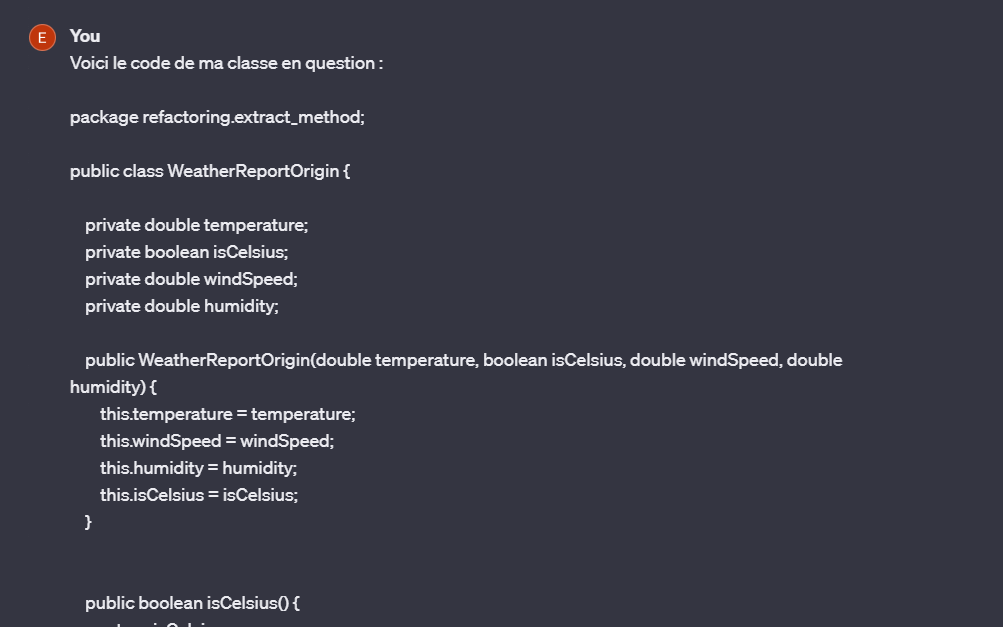 E
You
Voici le code de ma classe en question :
package refactoring.extract_method;
public class WeatherReportOrigin {
private double temperature;
private boolean isCelsius;
private double windSpeed;
private double humidity;
public WeatherReportOrigin(double temperature, boolean isCelsius, double windSpeed, double
humidity) {
this.temperature = temperature;
this.windSpeed = windSpeed;
this.humidity = humidity;
this.isCelsius = isCelsius;
}
public boolean isCelsius() {